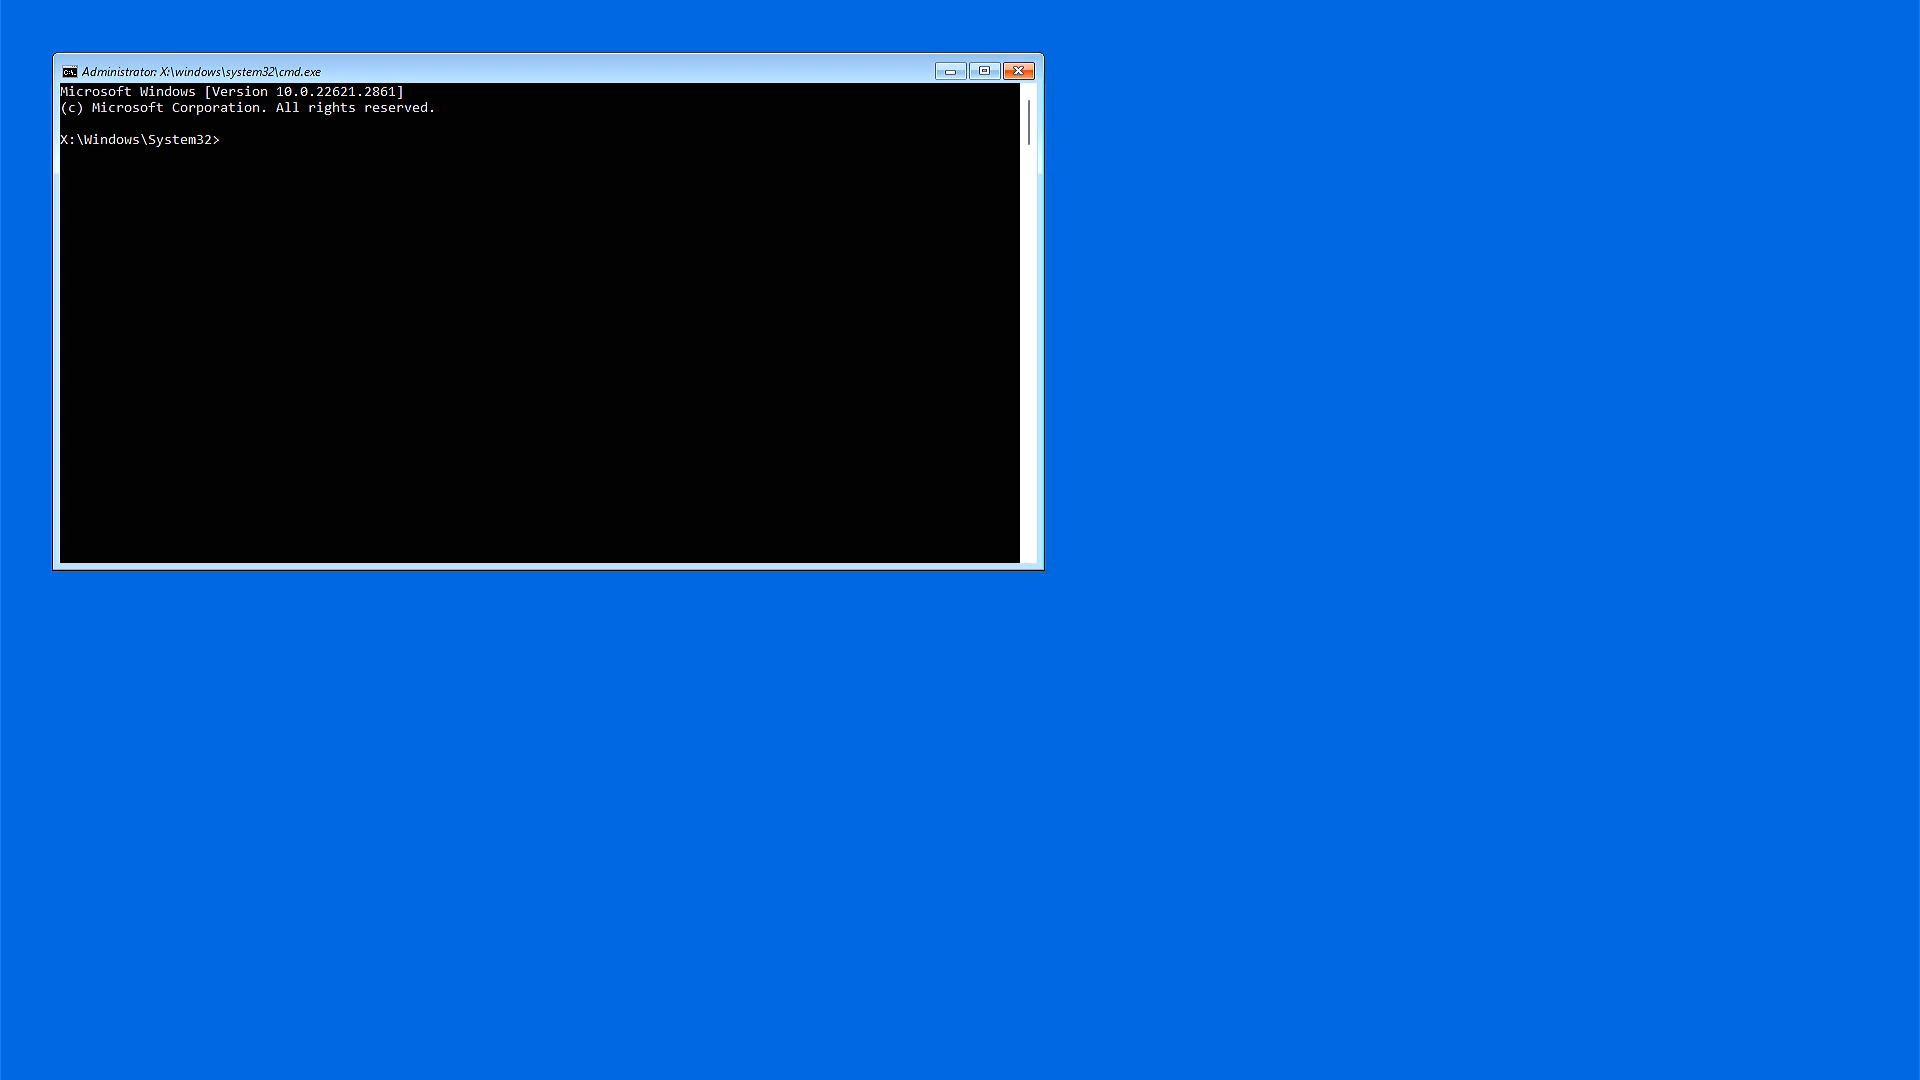 Administrator: X:\windows\system32\cmd.exe
Microsoft Windows [Version 10.0.22621.2861]
(c) Microsoft Corporation. All rights reserved.
X:\Windows\System32>